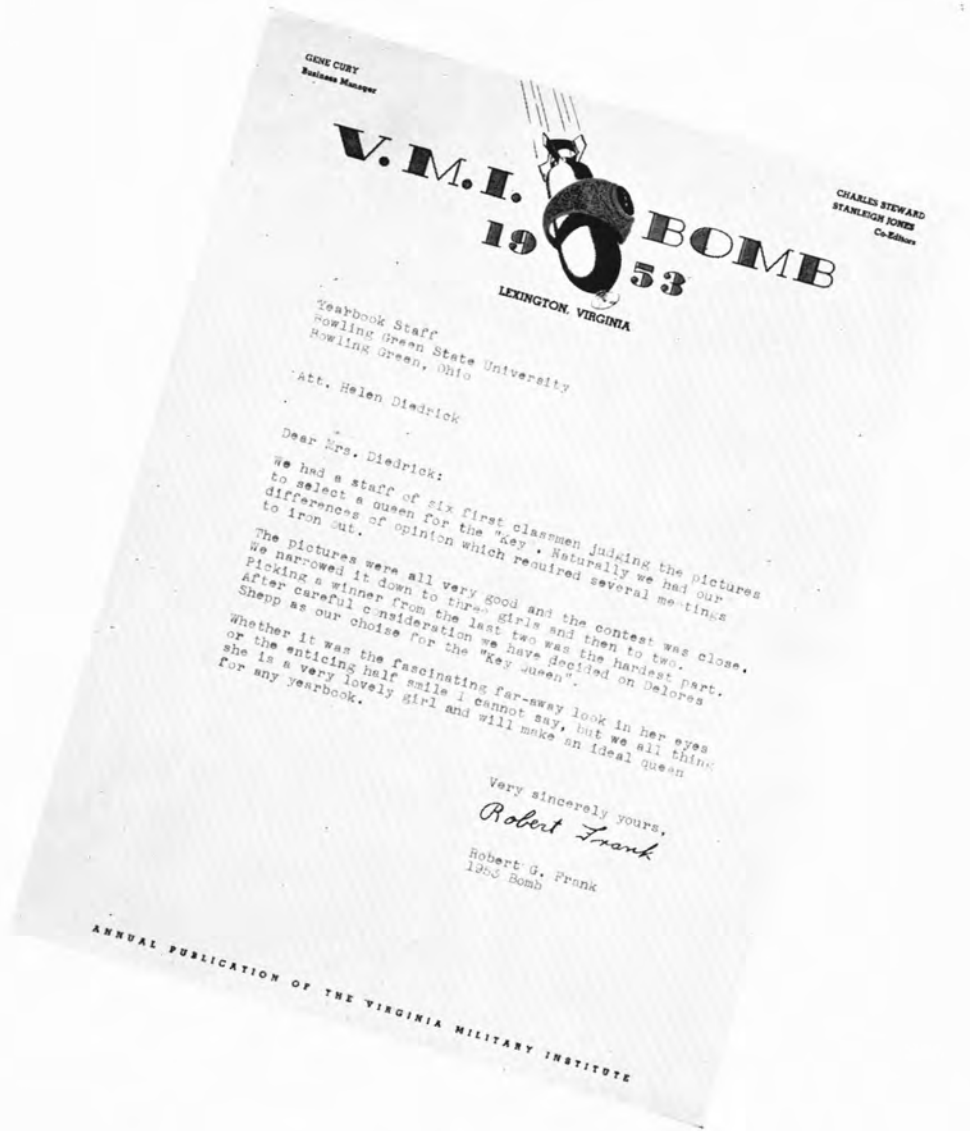 GENE CURY
Business Manager
V.M.I. BOMB
1953
CHARLES STEWARD
STANLEIGH JONES
Co-Editors
LEXINGTON, VIRGINIA
Yearbook Staff
Bowling Green State University
Bowling Green, Ohio
Att. Helen Diedrick
Dear Mrs. Diedrick:
We had a staff of six first classmen judging the pictures
to select a queen for the "Key". Naturally we had our
differences of opinion which required several meetings
to iron out.
The pictures were all very good and the contest was close.
We narrowed it down to three girls and then to two.
Picking a winner from the last two was the hardest part.
After careful consideration we have decided on Delores
Shepp as our choise for the "Key Queen".
Whether it was the fascinating far-away look in her eyes
or the enticing half smile I cannot say, but we all thing
she is a very lovely girl and will make an ideal queen
for any yearbook.
Very sincerely yours,
Robert Frank
Robert G. Frank
1953 Bomb
ANNUAL PUBLICATION OF THE VIRGINIA MILITARY INSTITUTE